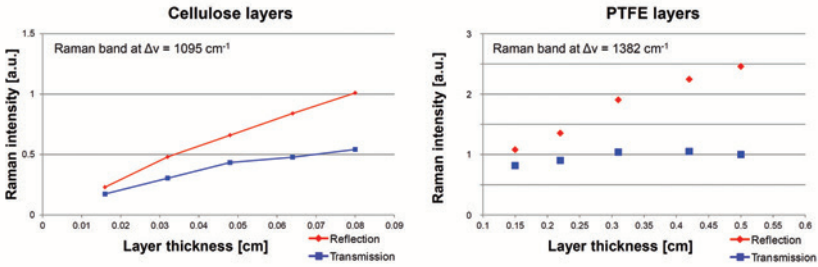 Cellulose layers
Raman intensity [a.u.]
1.5
1
0.5
0
Raman band at Δv = 1095 cm⁻¹
0 0.01 0.02 0.03 0.04 0.05 0.06 0.07 0.08 0.09
Layer thickness [cm]
Reflection
Transmission
PTFE layers
Raman intensity [a.u.]
3
2
1
0
Raman band at Δv = 1382 cm⁻¹
0.1 0.15 0.2 0.25 0.3 0.35 0.4 0.45 0.5 0.55 0.6
Layer thickness [cm]
Reflection
Transmission